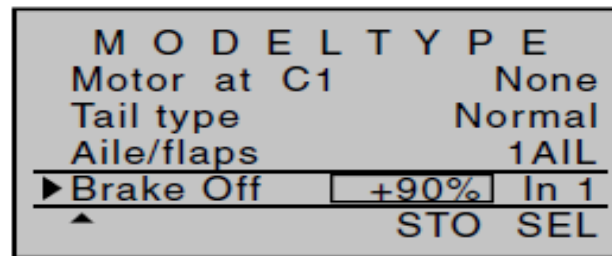 MODELTYPE
Motor at C1 None
Tail type Normal
Aile/flaps 1AIL
Brake Off +90% In 1
STO SEL